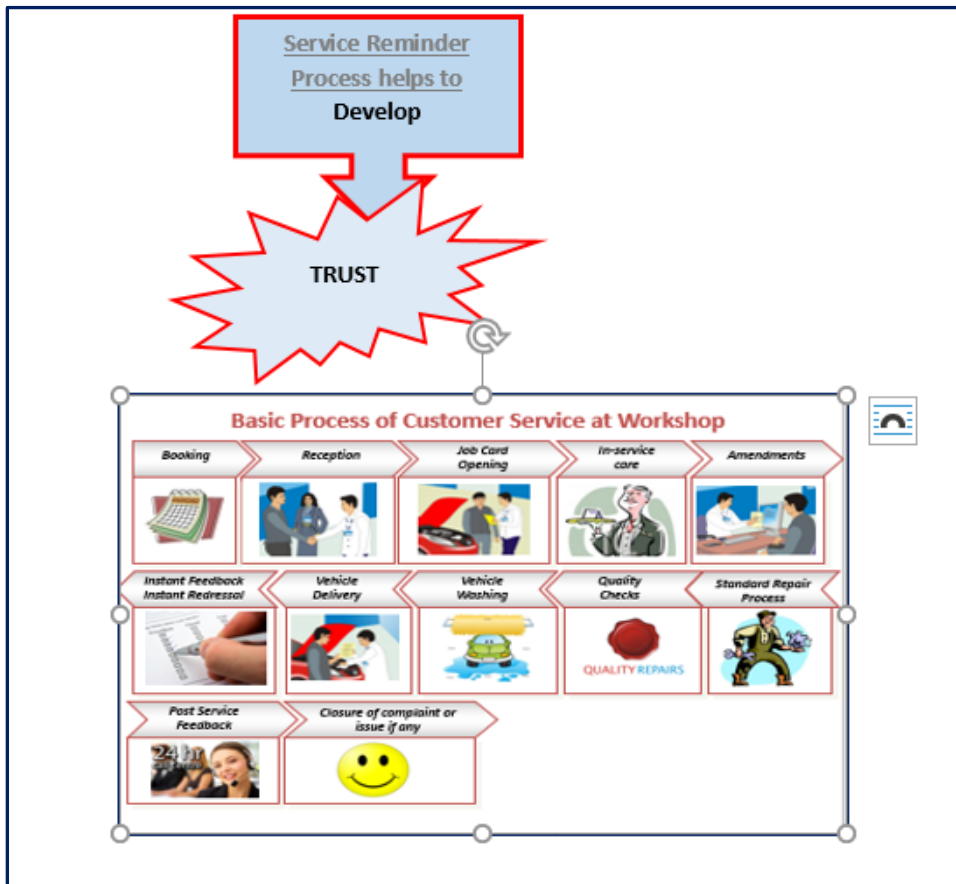 Service Reminder
Process helps to
Develop
TRUST
Basic Process of Customer Service at Workshop
Booking
Reception
Job Card
Opening
In-service
care
Amendments
Instant Feedback
Instant Redressal
Vehicle
Delivery
Vehicle
Washing
Quality
Checks
Standard Repair
Process
QUALITY REPAIRS
Post Service
Feedback
Closure of complaint or
issue if any
24 hr